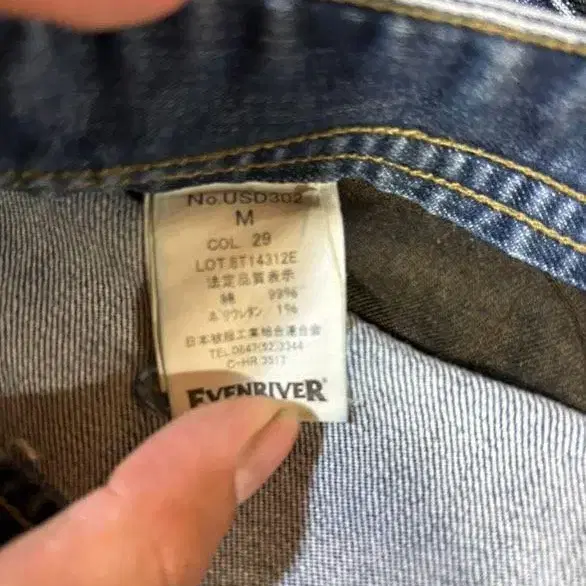 No.USD302
M
COL. 29
LOT.8T14312E
法定品質表示
綿 99%
ポリウレタン 1%
日本被服工業組合連合会
TEL.0847(52)3344
C-HR 3517
EVENRIVER